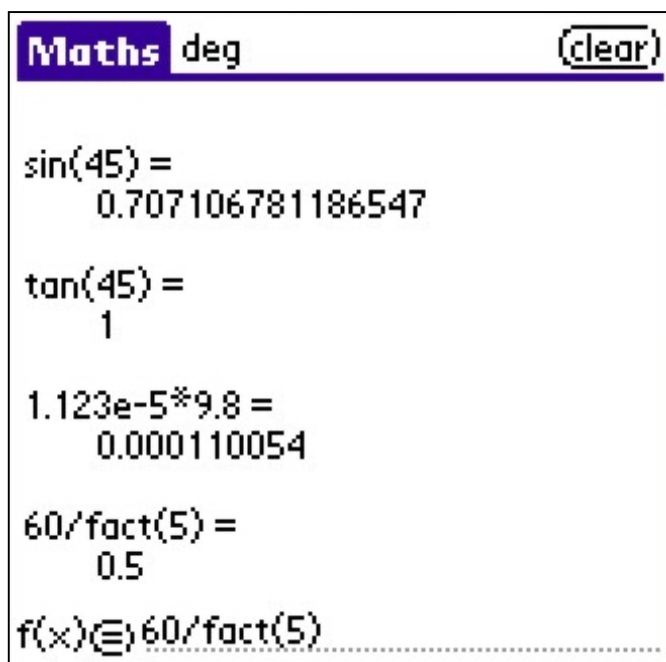 Maths deg clear
sin(45) =
0.707106781186547
tan(45) =
1
1.123e-5*9.8 =
0.000110054
60/fact(5) =
0.5
f(x)(=) 60/fact(5)